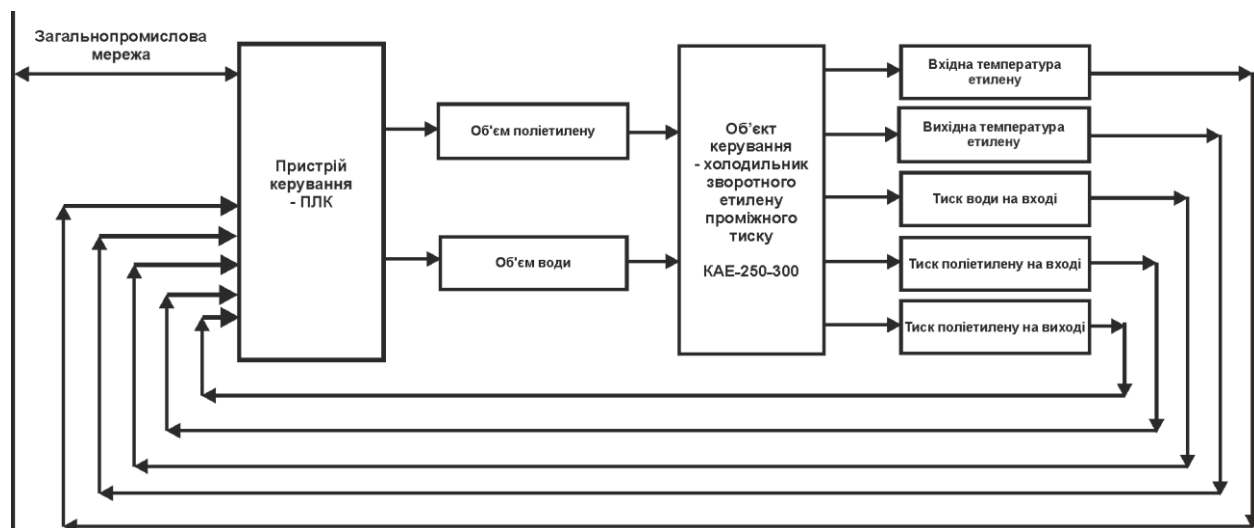 Загальнопромислова
мережа
Пристрій
керування
- ПЛК
Об'єм поліетилену
Об'єм води
Об'єкт
керування
- холодильник
зворотного
етилену
проміжного
тиску
КАЕ-250-300
Вхідна температура
етилену
Вихідна температура
етилену
Тиск води на вході
Тиск поліетилену на вході
Тиск поліетилену на виході